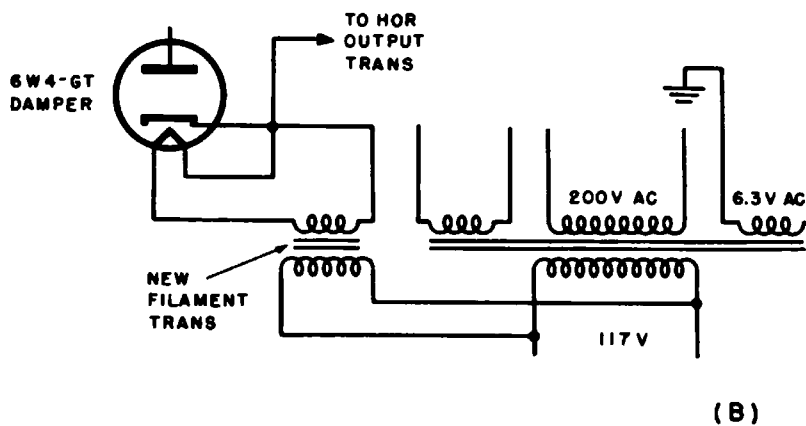 TO HOR
OUTPUT
TRANS
6W4-GT
DAMPER
200V AC
6.3V AC
NEW
FILAMENT
TRANS
117V
(B)